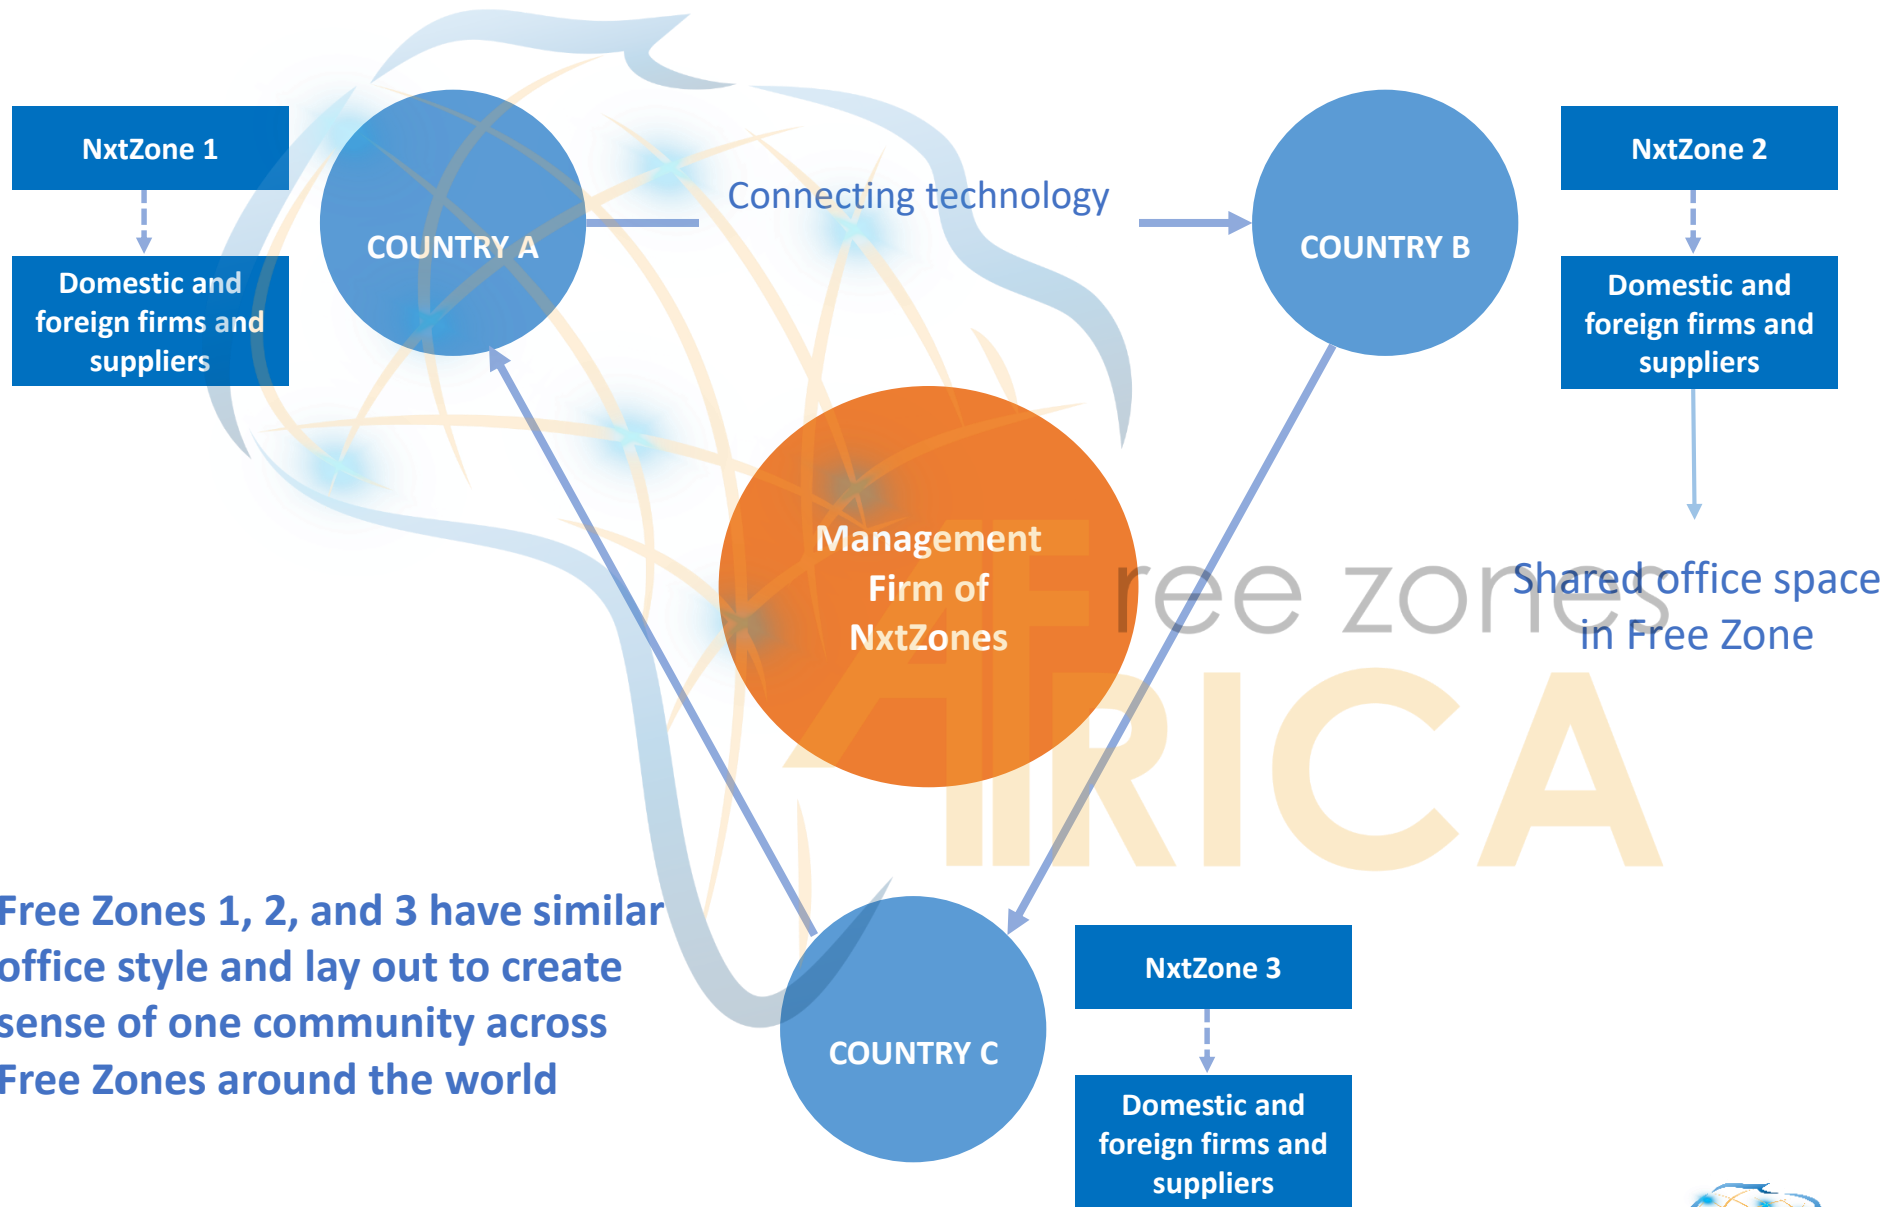 NxtZone 1
Domestic and
foreign firms and
suppliers
COUNTRY A
Connecting technology
COUNTRY B
NxtZone 2
Domestic and
foreign firms and
suppliers
Shared office space
in Free Zone
Management
Firm of
NxtZones
Free zones
AFRICA
Free Zones 1, 2, and 3 have similar
office style and lay out to create
sense of one community across
Free Zones around the world
COUNTRY C
NxtZone 3
Domestic and
foreign firms and
suppliers